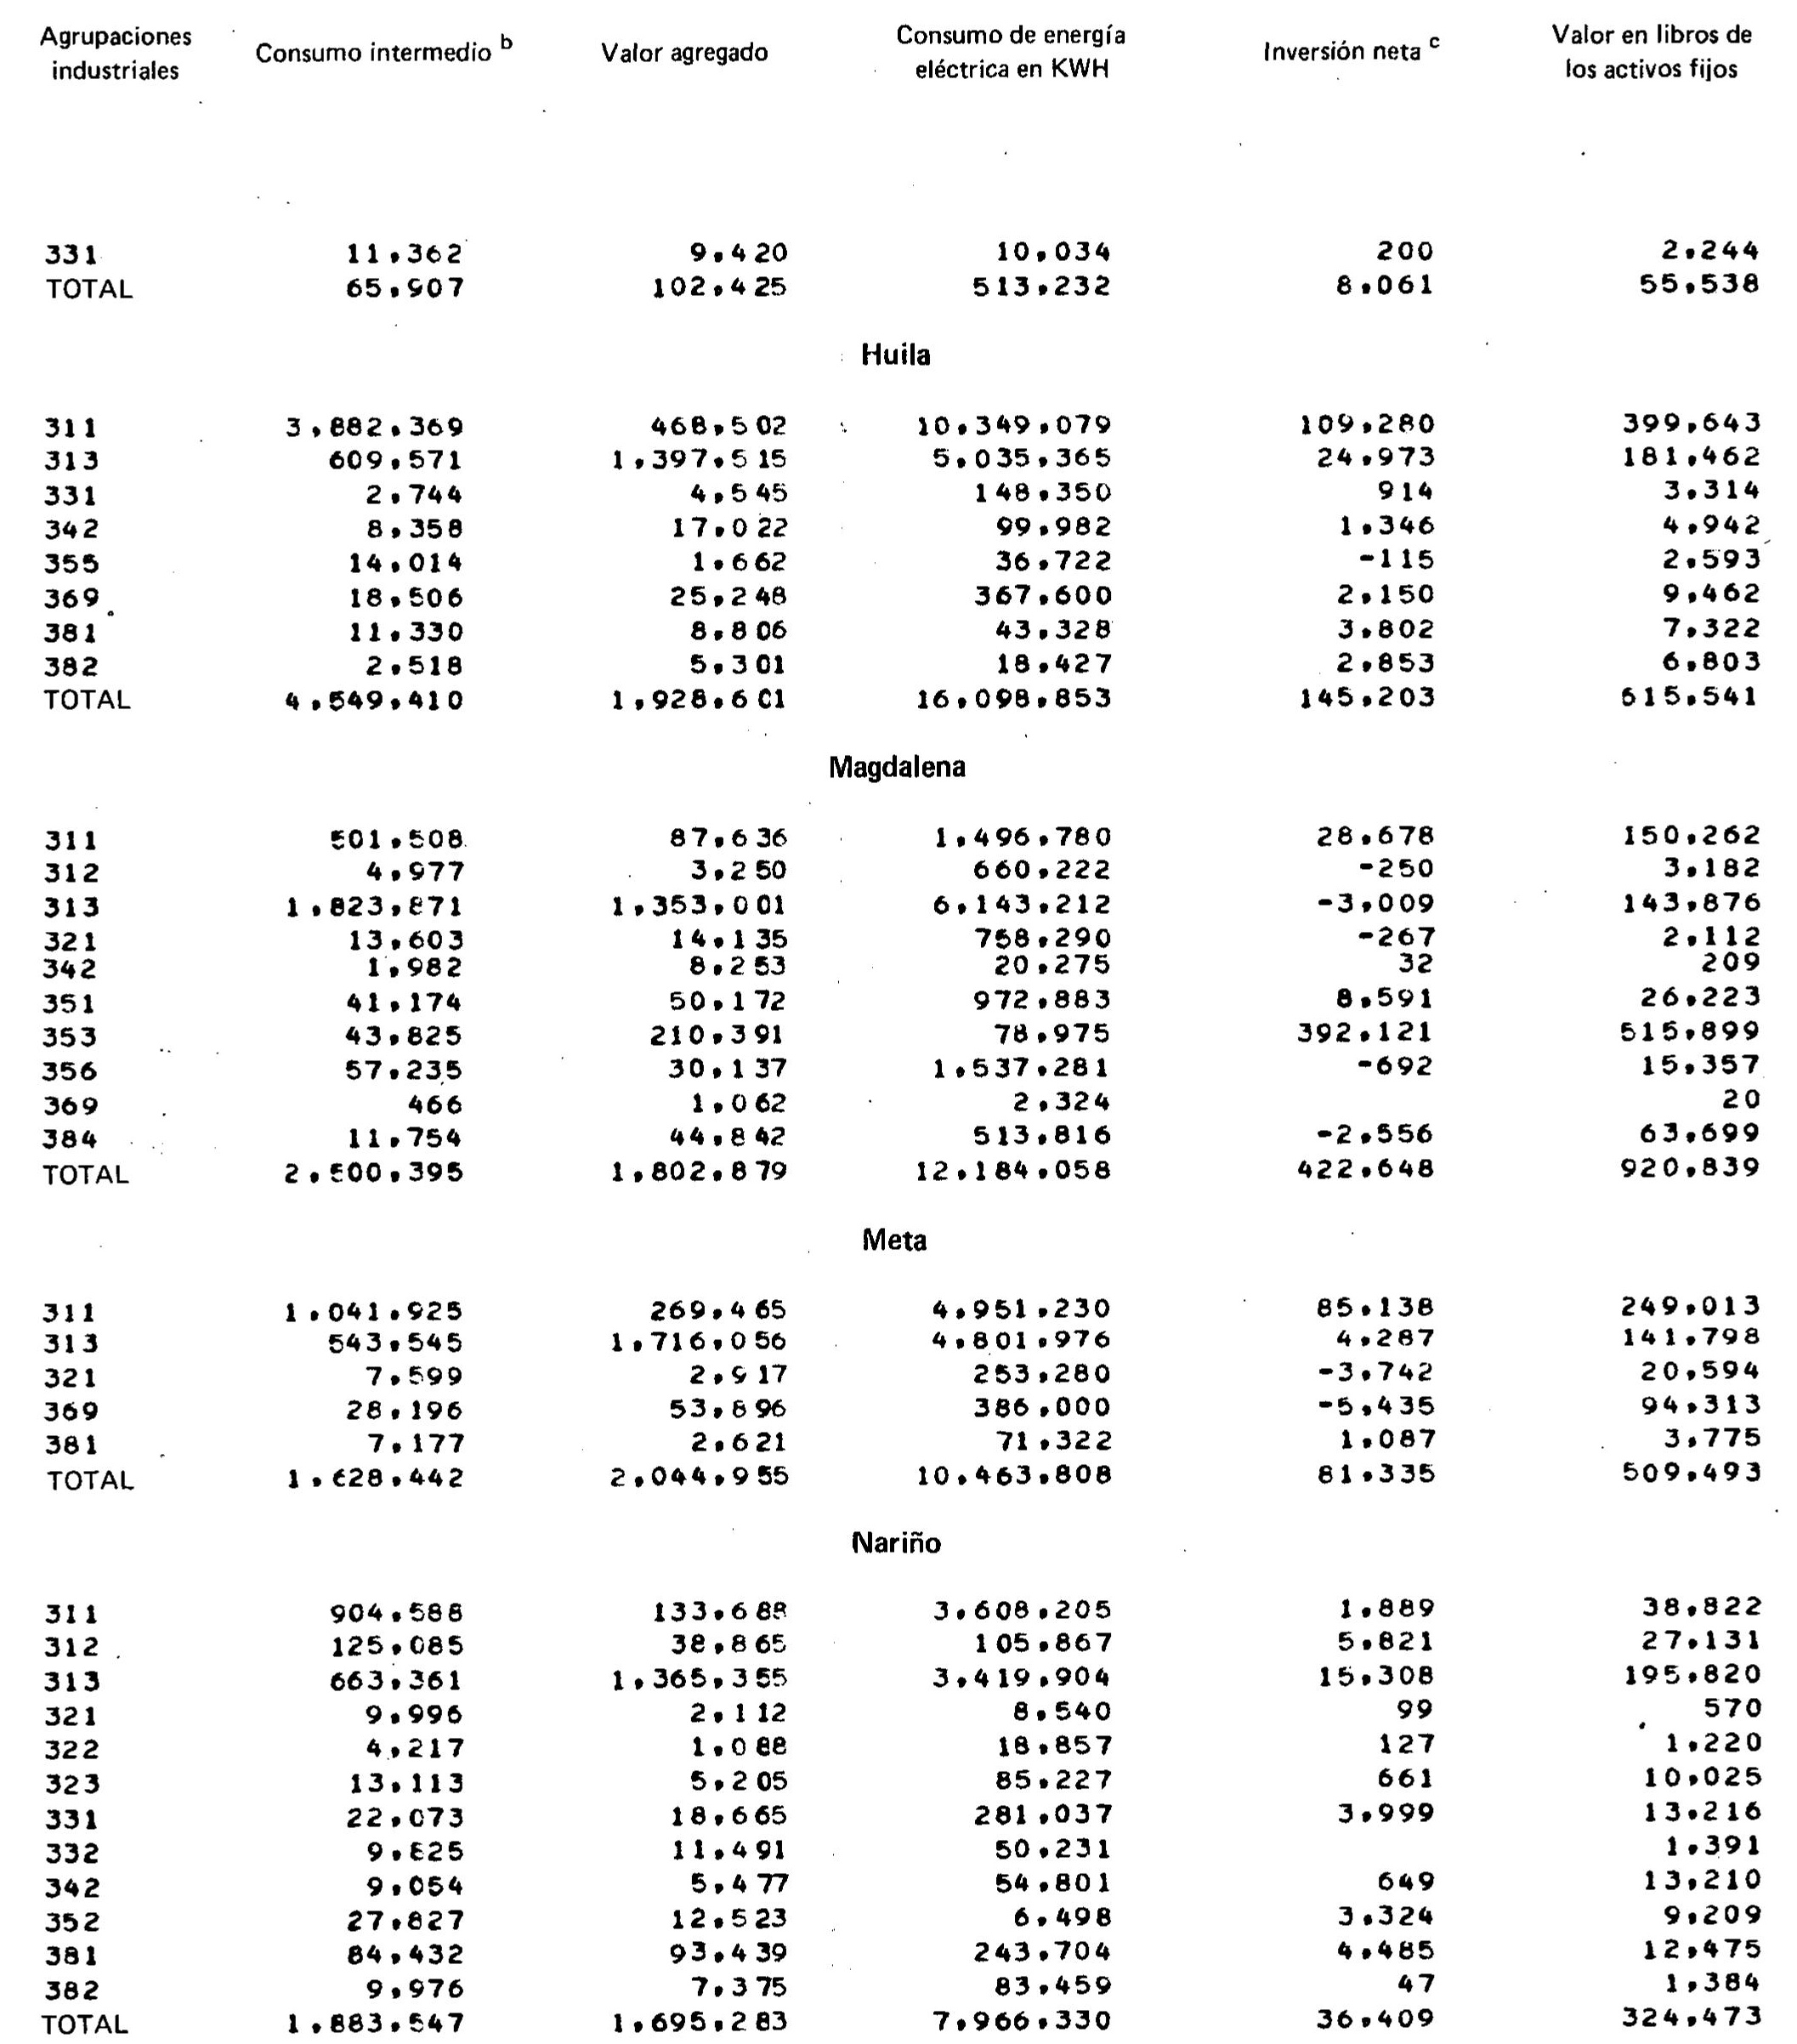 Agrupaciones industriales Consumo intermedio b Valor agregado Consumo de energía eléctrica en KWH Inversión neta c Valor en libros de los activos fijos
331 11,362 9,420 10,034 200 2,244
TOTAL 65,907 102,425 513,232 8,061 55,538
Huila
311 3,882,369 468,502 10,349,079 109,280 399,643
313 609,571 1,397,515 5,035,365 24,973 181,462
331 2,744 4,545 148,350 914 3,314
342 8,358 17,022 99,982 1,346 4,942
355 14,014 1,662 36,722 -115 2,593
369 18,506 25,248 367,600 2,150 9,462
381 11,330 8,806 43,328 3,802 7,322
382 2,518 5,301 18,427 2,853 6,803
TOTAL 4,549,410 1,928,601 16,098,853 145,203 615,541
Magdalena
311 501,508 87,636 1,496,780 28,678 150,262
312 4,977 3,250 660,222 -250 3,182
313 1,823,871 1,353,001 6,143,212 -3,009 143,876
321 13,603 14,135 758,290 -267 2,112
342 1,982 8,253 20,275 32 209
351 41,174 50,172 972,883 8,591 26,223
353 43,825 210,391 78,975 392,121 515,899
356 57,235 30,137 1,537,281 -692 15,357
369 466 1,062 2,324 20
384 11,754 44,842 513,816 -2,556 63,699
TOTAL 2,500,395 1,802,879 12,184,058 422,648 920,839
Meta
311 1,041,925 269,465 4,951,230 85,138 249,013
313 543,545 1,716,056 4,801,976 4,287 141,798
321 7,599 2,917 253,280 -3,742 20,594
369 28,196 53,896 386,000 -5,435 94,313
381 7,177 2,621 71,322 1,087 3,775
TOTAL 1,628,442 2,044,955 10,463,808 81,335 509,493
Nariño
311 904,588 133,688 3,608,205 1,889 38,822
312 125,085 38,865 105,867 5,821 27,131
313 663,361 1,365,355 3,419,904 15,308 195,820
321 9,996 2,112 8,540 99 570
322 4,217 1,088 18,857 127 1,220
323 13,113 5,205 85,227 661 10,025
331 22,073 18,665 281,037 3,999 13,216
332 9,825 11,491 50,231 1,391
342 9,054 5,477 54,801 649 13,210
352 27,827 12,523 6,498 3,324 9,209
381 84,432 93,439 243,704 4,485 12,475
382 9,976 7,375 83,459 47 1,384
TOTAL 1,883,547 1,695,283 7,966,330 36,409 324,473